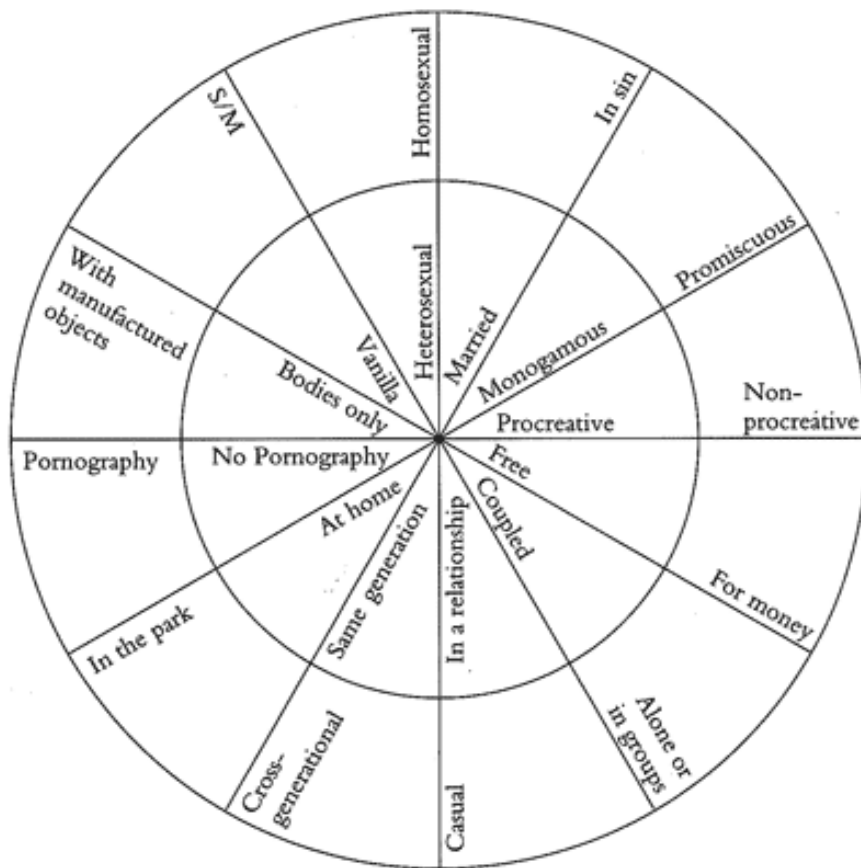 Homosexual
Heterosexual
In sin
Married
Promiscuous
Monogamous
Non-
procreative
Procreative
For money
Free
Alone or
in groups
Coupled
Casual
In a relationship
Cross-
generational
Same generation
In the park
At home
Pornography
No Pornography
With
manufactured
objects
Bodies only
S/M
Vanilla